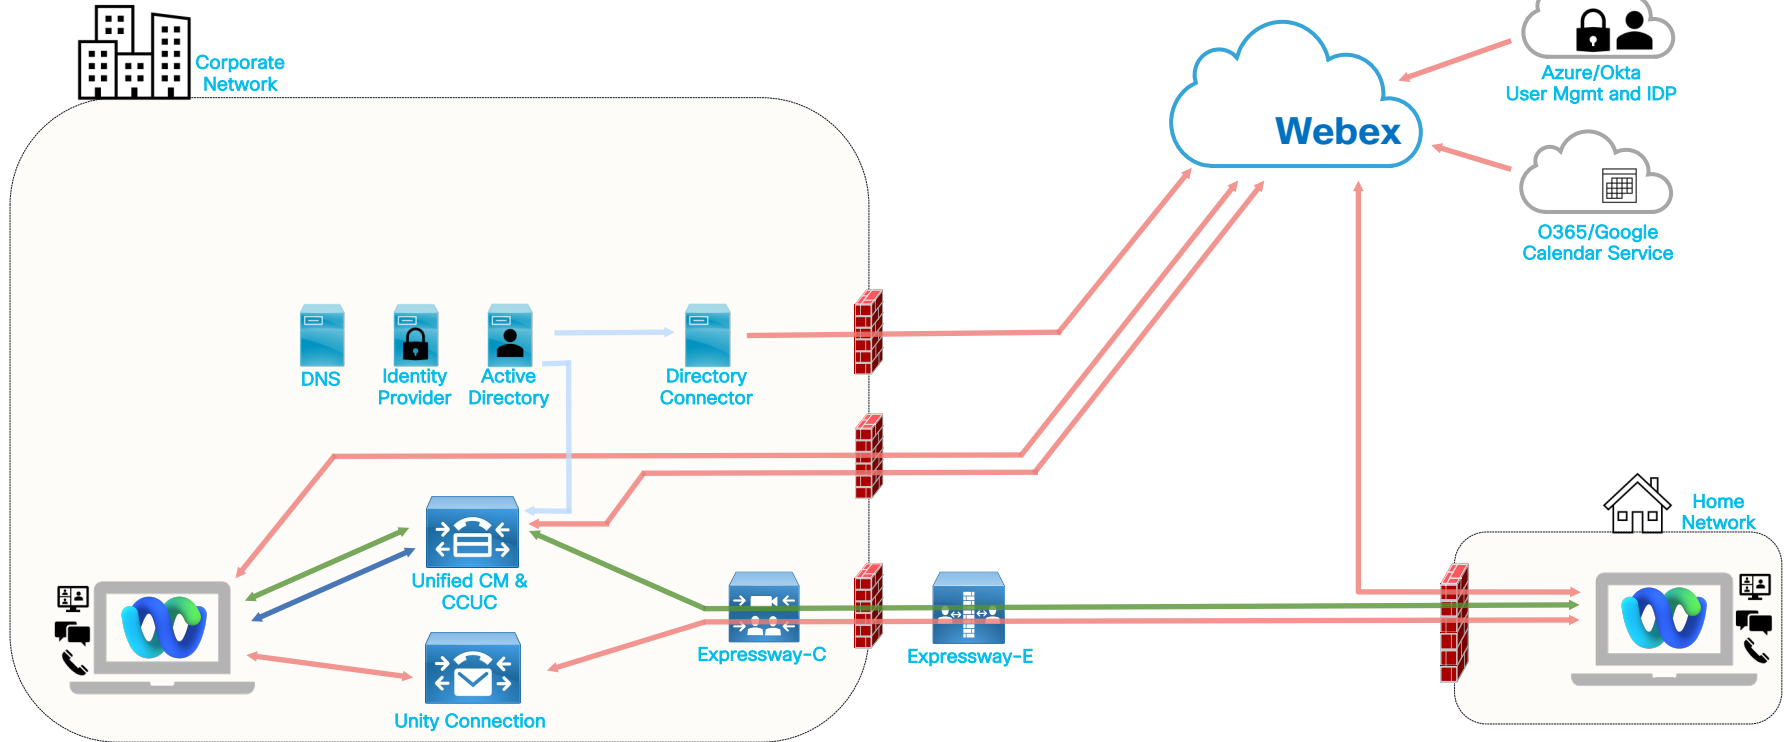 Corporate
Network
Webex
Azure/Okta
User Mgmt and IDP
O365/Google
Calendar Service
DNS
Identity
Provider
Active
Directory
Directory
Connector
Unified CM &
CCUC
Unity Connection
Expressway-C
Expressway-E
Home
Network